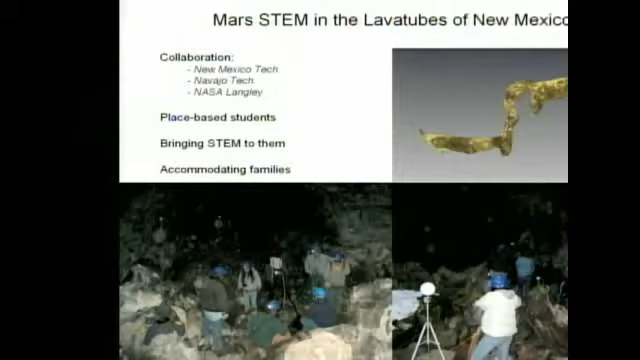 Mars STEM in the Lavatubes of New Mexico
Collaboration:
- New Mexico Tech
- Navajo Tech
- NASA Langley
Place-based students
Bringing STEM to them
Accommodating families